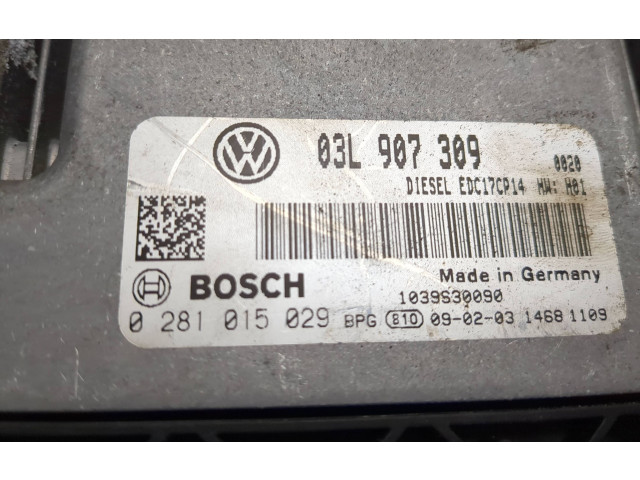 03L 907 309
0020
DIESEL EDC17CP14 HW: H01
Made in Germany
BOSCH
1039S30090
0 281 015 029 BPG 810 09-02-03 1468 1109